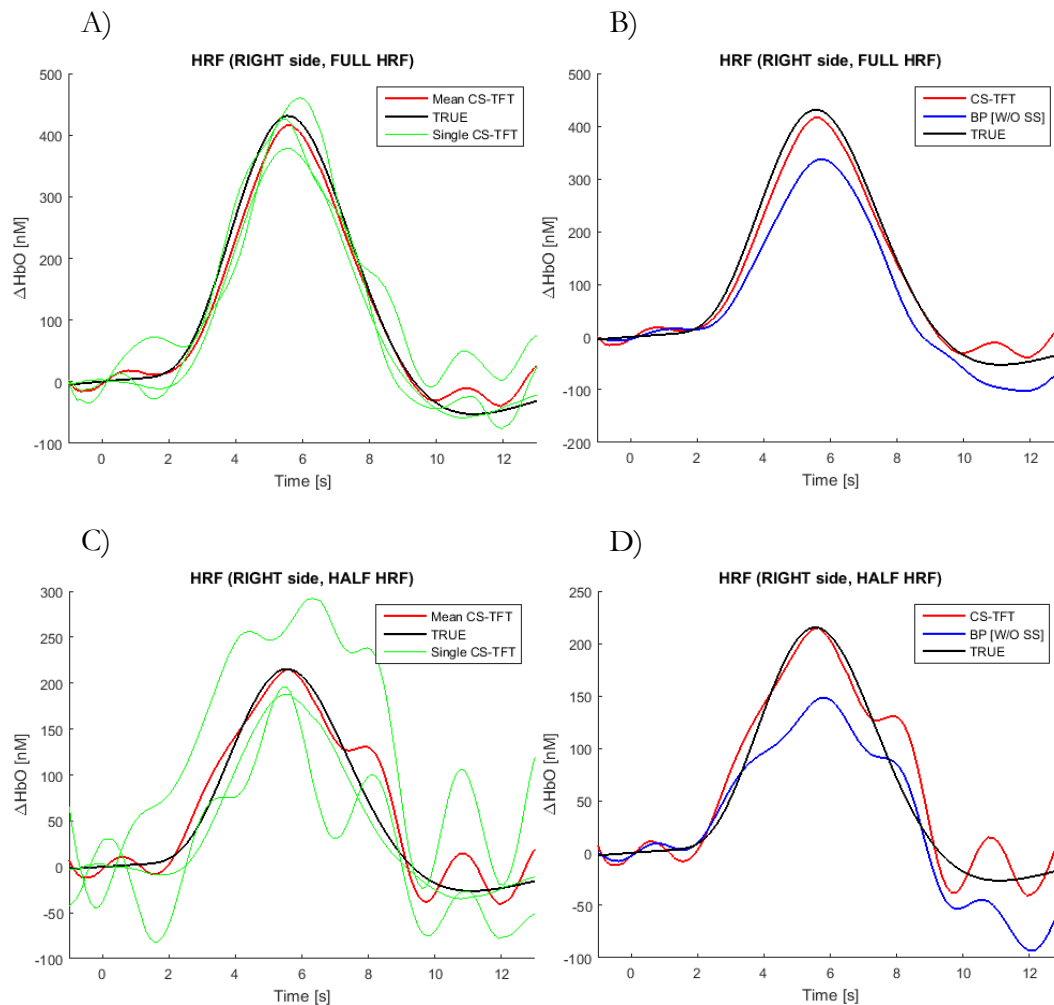 A)
HRF (RIGHT side, FULL HRF)
500
400
300
200
100
0
-100
ΔHbO [nM]
0 2 4 6 8 10 12
Time [s]
Mean CS-TFT
TRUE
Single CS-TFT
B)
HRF (RIGHT side, FULL HRF)
500
400
300
200
100
0
-100
-200
ΔHbO [nM]
0 2 4 6 8 10 12
Time [s]
CS-TFT
BP [W/O SS]
TRUE
C)
HRF (RIGHT side, HALF HRF)
300
250
200
150
100
50
0
-50
-100
ΔHbO [nM]
0 2 4 6 8 10 12
Time [s]
Mean CS-TFT
TRUE
Single CS-TFT
D)
HRF (RIGHT side, HALF HRF)
250
200
150
100
50
0
-50
-100
ΔHbO [nM]
0 2 4 6 8 10 12
Time [s]
CS-TFT
BP [W/O SS]
TRUE